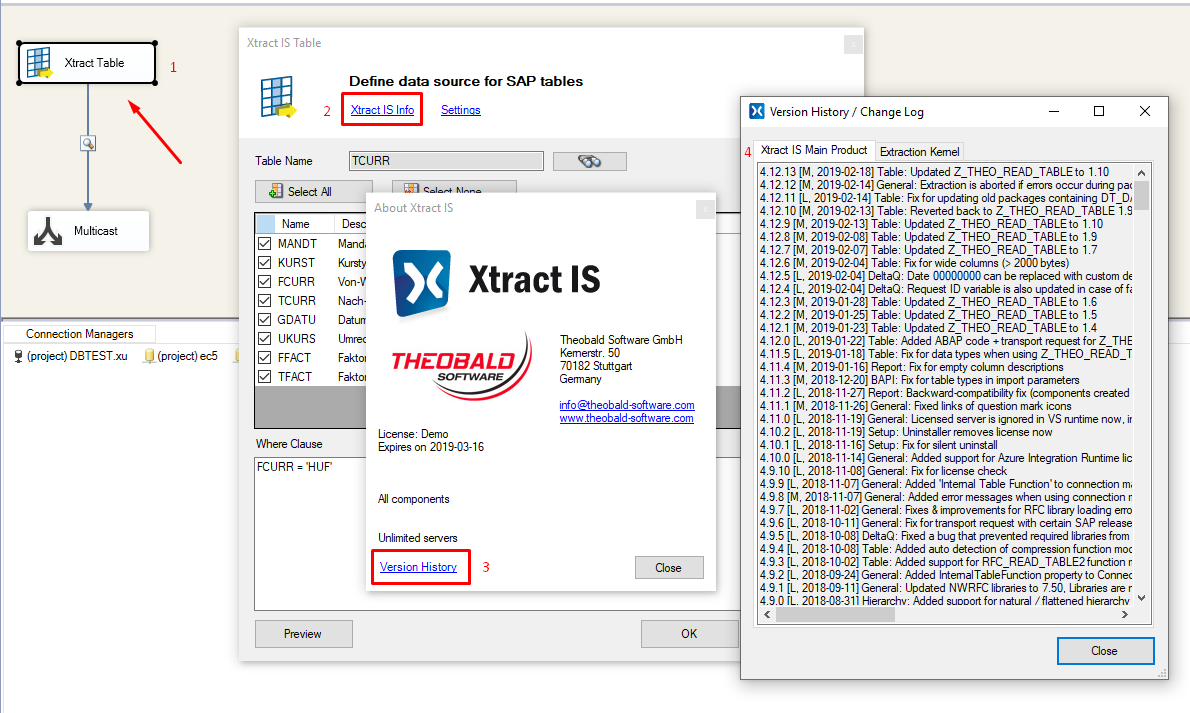 Xtract Table
1
Multicast
Connection Managers
(project) DBTEST.xu
(project) ec5
Xtract IS Table
x
Define data source for SAP tables
2
Xtract IS Info
Settings
Table Name
TCURR
Select All
Select None
Name
Desc
MANDT
Manda
KURST
Kursty
FCURR
Von-W
TCURR
Nach-
GDATU
Datum
UKURS
Umrec
FFACT
Faktor
TFACT
Faktor
Where Clause
FCURR = 'HUF'
Preview
OK
About Xtract IS
x
Xtract IS
THEOBALD
SOFTWARE
Theobald Software GmbH
Kernerstr. 50
70182 Stuttgart
Germany
info@theobald-software.com
www.theobald-software.com
License: Demo
Expires on 2019-03-16
All components
Unlimited servers
Version History
3
Close
Version History / Change Log
4
Xtract IS Main Product
Extraction Kernel
4.12.13 [M, 2019-02-18] Table: Updated Z_THEO_READ_TABLE to 1.10
4.12.12 [M, 2019-02-14] General: Extraction is aborted if errors occur during pac
4.12.11 [L, 2019-02-14] Table: Fix for updating old packages containing DT_DA
4.12.10 [M, 2019-02-13] Table: Reverted back to Z_THEO_READ_TABLE 1.9
4.12.9 [M, 2019-02-13] Table: Updated Z_THEO_READ_TABLE to 1.10
4.12.8 [M, 2019-02-08] Table: Updated Z_THEO_READ_TABLE to 1.9
4.12.7 [M, 2019-02-07] Table: Updated Z_THEO_READ_TABLE to 1.7
4.12.6 [M, 2019-02-04] Table: Fix for wide columns (> 2000 bytes)
4.12.5 [L, 2019-02-04] DeltaQ: Date 00000000 can be replaced with custom de
4.12.4 [L, 2019-02-04] DeltaQ: Request ID variable is also updated in case of fa
4.12.3 [M, 2019-01-28] Table: Updated Z_THEO_READ_TABLE to 1.6
4.12.2 [M, 2019-01-25] Table: Updated Z_THEO_READ_TABLE to 1.5
4.12.1 [M, 2019-01-23] Table: Updated Z_THEO_READ_TABLE to 1.4
4.12.0 [L, 2019-01-22] Table: Added ABAP code + transport request for Z_THE
4.11.5 [L, 2019-01-18] Table: Fix for data types when using Z_THEO_READ_T
4.11.4 [M, 2019-01-16] Report: Fix for empty column descriptions
4.11.3 [M, 2018-12-20] BAPI: Fix for table types in import parameters
4.11.2 [L, 2018-11-27] Report: Backward-compatibility fix (components created
4.11.1 [M, 2018-11-26] General: Fixed links of question mark icons
4.11.0 [L, 2018-11-19] General: Licensed server is ignored in VS runtime now, in
4.10.2 [L, 2018-11-19] Setup: Uninstaller removes license now
4.10.1 [L, 2018-11-16] Setup: Fix for silent uninstall
4.10.0 [L, 2018-11-14] General: Added support for Azure Integration Runtime lic
4.9.10 [L, 2018-11-08] General: Fix for license check
4.9.9 [L, 2018-11-07] General: Added 'Internal Table Function' to connection ma
4.9.8 [M, 2018-11-07] General: Added error messages when using connection m
4.9.7 [L, 2018-11-02] General: Fixes & improvements for RFC library loading erro
4.9.6 [L, 2018-10-11] General: Fix for transport request with certain SAP release
4.9.5 [L, 2018-10-08] DeltaQ: Fixed a bug that prevented required libraries from
4.9.4 [L, 2018-10-08] Table: Added auto detection of compression function mod
4.9.3 [L, 2018-10-02] Table: Added support for RFC_READ_TABLE2 function m
4.9.2 [L, 2018-09-24] General: Added InternalTableFunction property to Connec
4.9.1 [L, 2018-09-11] General: Updated NWRFC libraries to 7.50, Libraries are n
4.9.0 [L, 2018-08-31] Hierarchy: Added support for natural / flattened hierarchy
Close